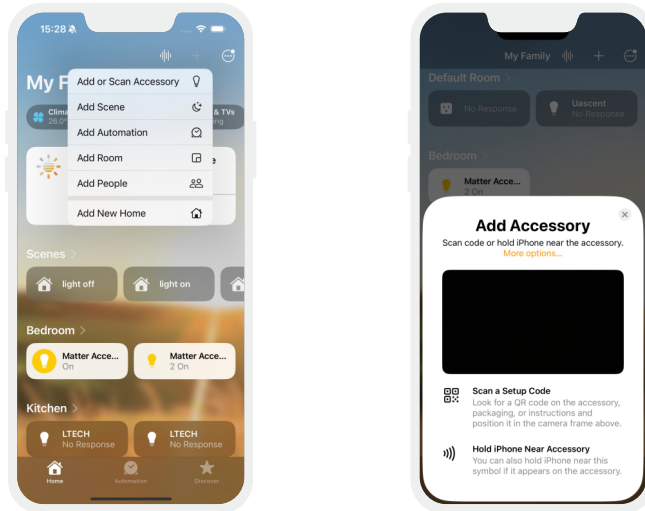 15:28
My F
Add or Scan Accessory
Add Scene
Add Automation
Add Room
Add People
Add New Home
Clima
26.0°
& TVs
Scenes
light off
light on
Bedroom
Matter Acce...
On
Matter Acce...
2 On
Kitchen
LTECH
No Response
LTECH
No Response
Home
Automation
Discover
My Family
Default Room
No Response
Uascent
No Response
Bedroom
Matter Acce...
2 On
Add Accessory
Scan code or hold iPhone near the accessory.
More options...
Scan a Setup Code
Look for a QR code on the accessory,
packaging, or instructions and
position it in the camera frame above.
Hold iPhone Near Accessory
You can also hold iPhone near this
symbol if it appears on the accessory.